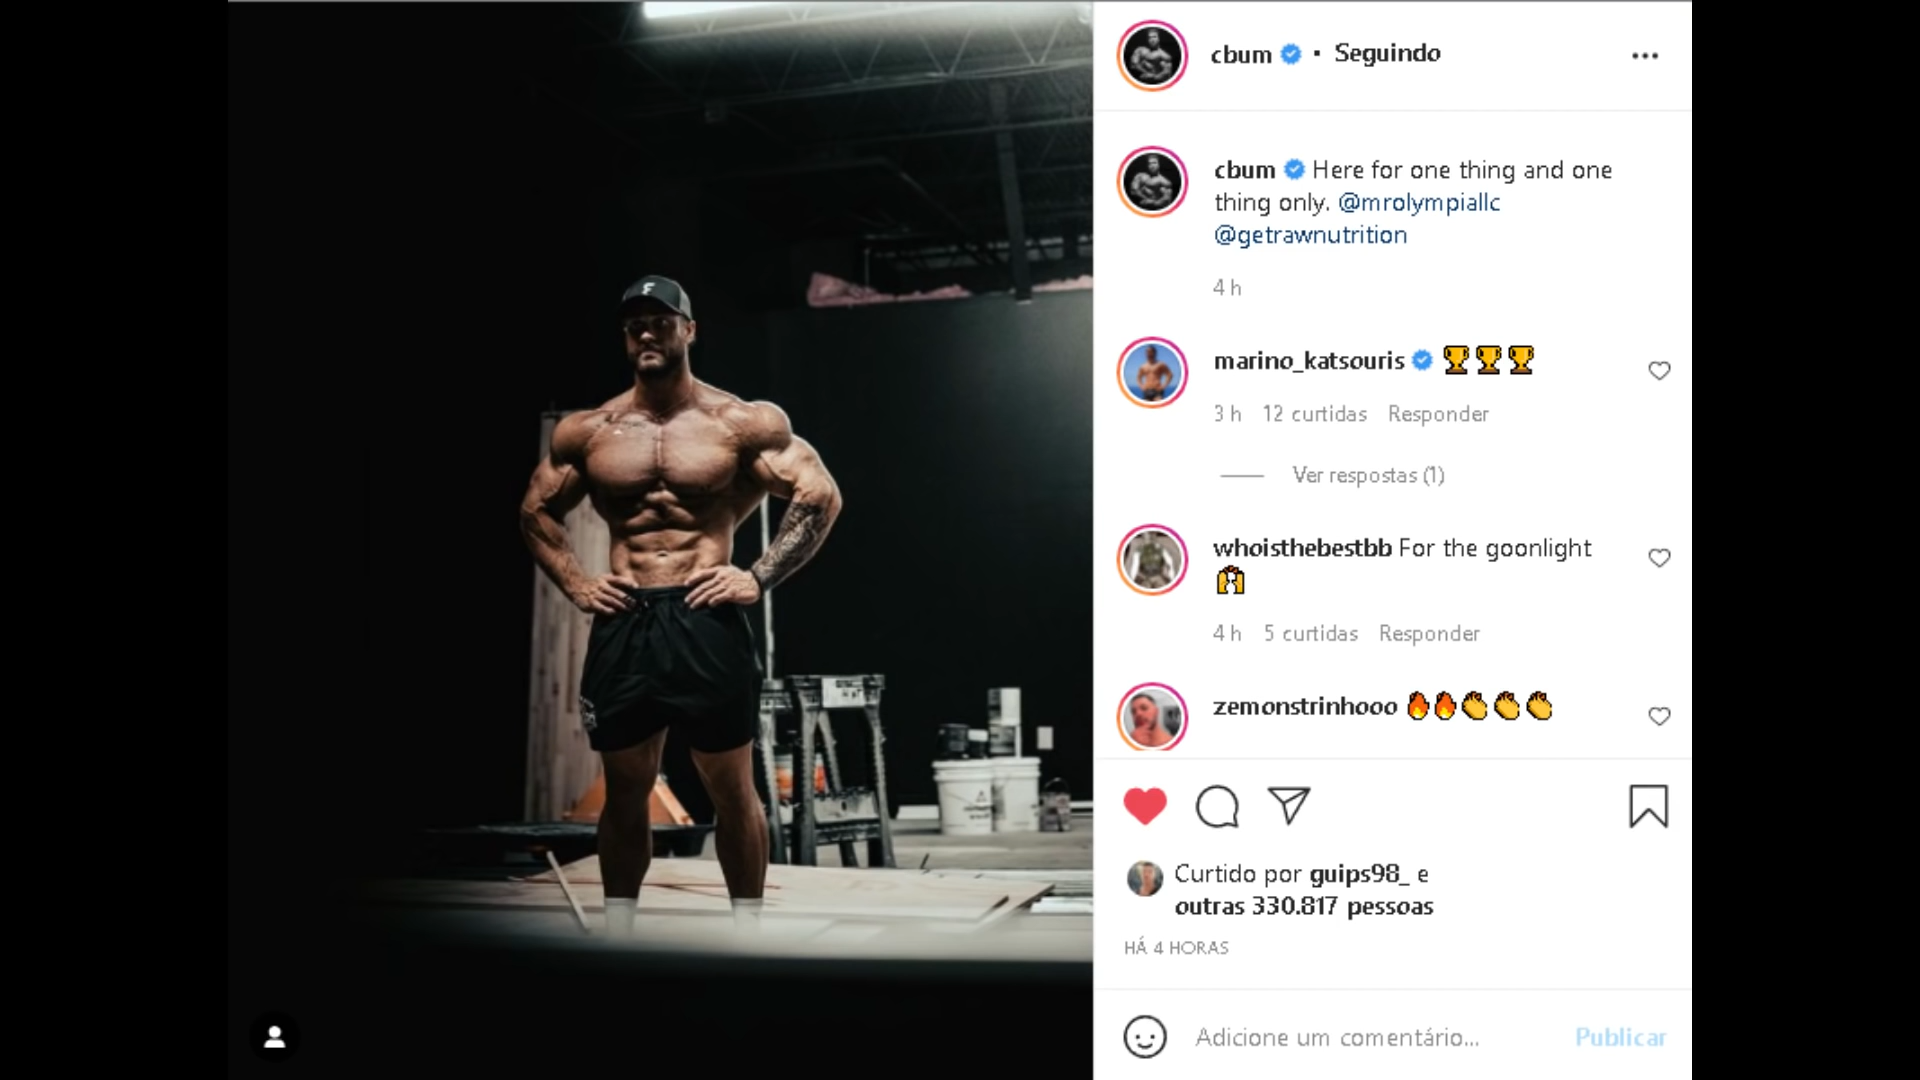 cbum • Seguindo
cbum Here for one thing and one
thing only. @mrolympiallc
@getrawnutrition
4 h
marino_katsouris 🏆🏆🏆
3 h 12 curtidas Responder
Ver respostas (1)
whoisthebestbb For the goonlight
🙌
4 h 5 curtidas Responder
zemonstrinhooo 🔥🔥👏👏👏
Curtido por guips98_ e
outras 330.817 pessoas
HÁ 4 HORAS
Adicione um comentário... Publicar